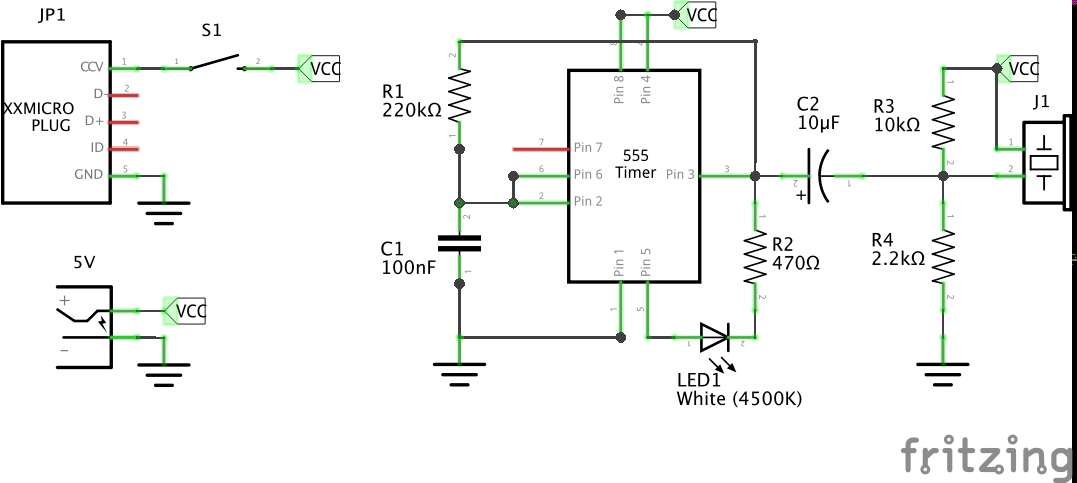 JP1
S1
CCV
1
1
2
VCC
D-
2
XXMICRO
PLUG
D+
3
ID
4
GND
5
5V
+
VCC
-
VCC
8
4
Pin 8
Pin 4
2
R1
220kΩ
1
7
Pin 7
555
Timer
6
Pin 6
Pin 3
3
2
Pin 2
2
C1
100nF
1
Pin 1
Pin 5
1
5
C2
10μF
+
2
1
1
R2
470Ω
2
1
2
LED1
White (4500K)
VCC
J1
1
R3
10kΩ
2
1
2
1
R4
2.2kΩ
2
fritzing